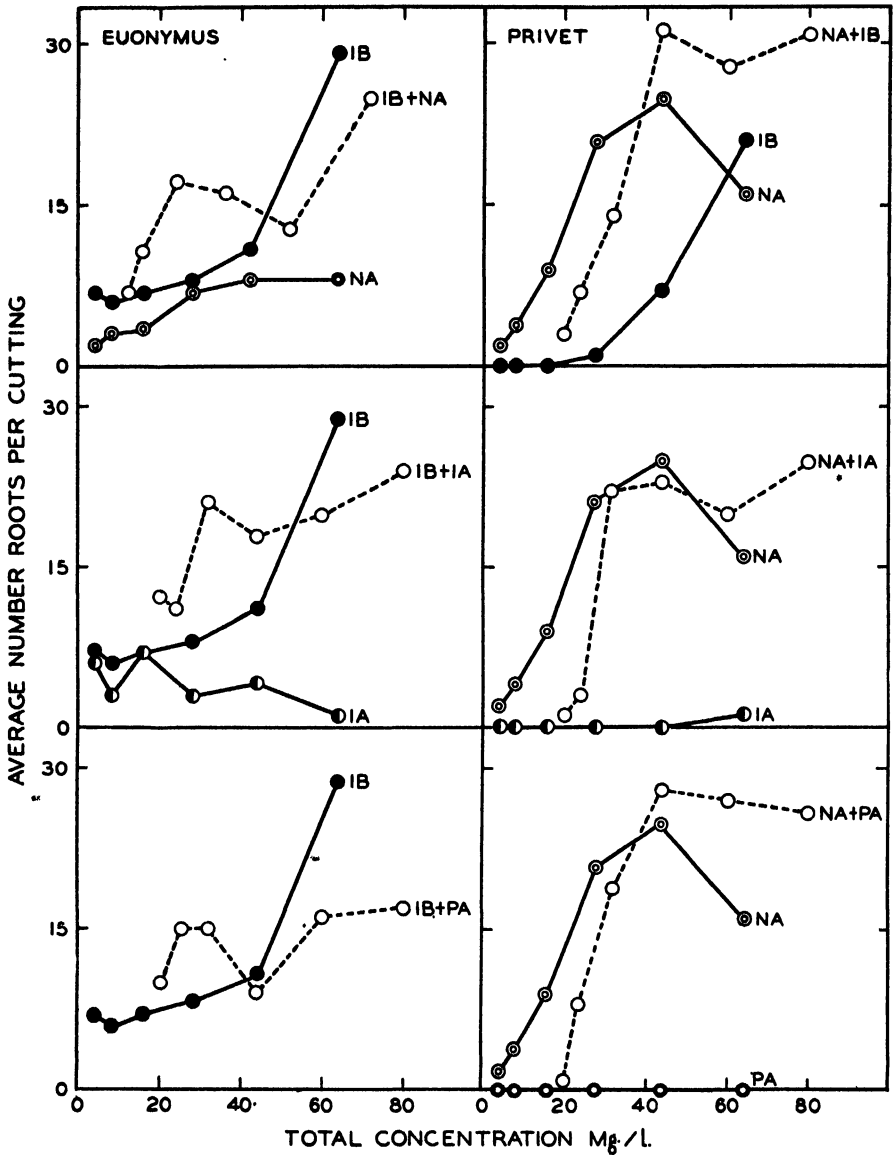 EUONYMUS
PRIVET
30
15
0
IB
IB+NA
NA
NA+IB
IB
NA
30
15
0
IB
IB+IA
IA
NA+IA
NA
IA
30
15
0
IB
IB+PA
NA+PA
NA
PA
20 40 60 80 0 20 40 60 80
AVERAGE NUMBER ROOTS PER CUTTING
TOTAL CONCENTRATION Mg./l.